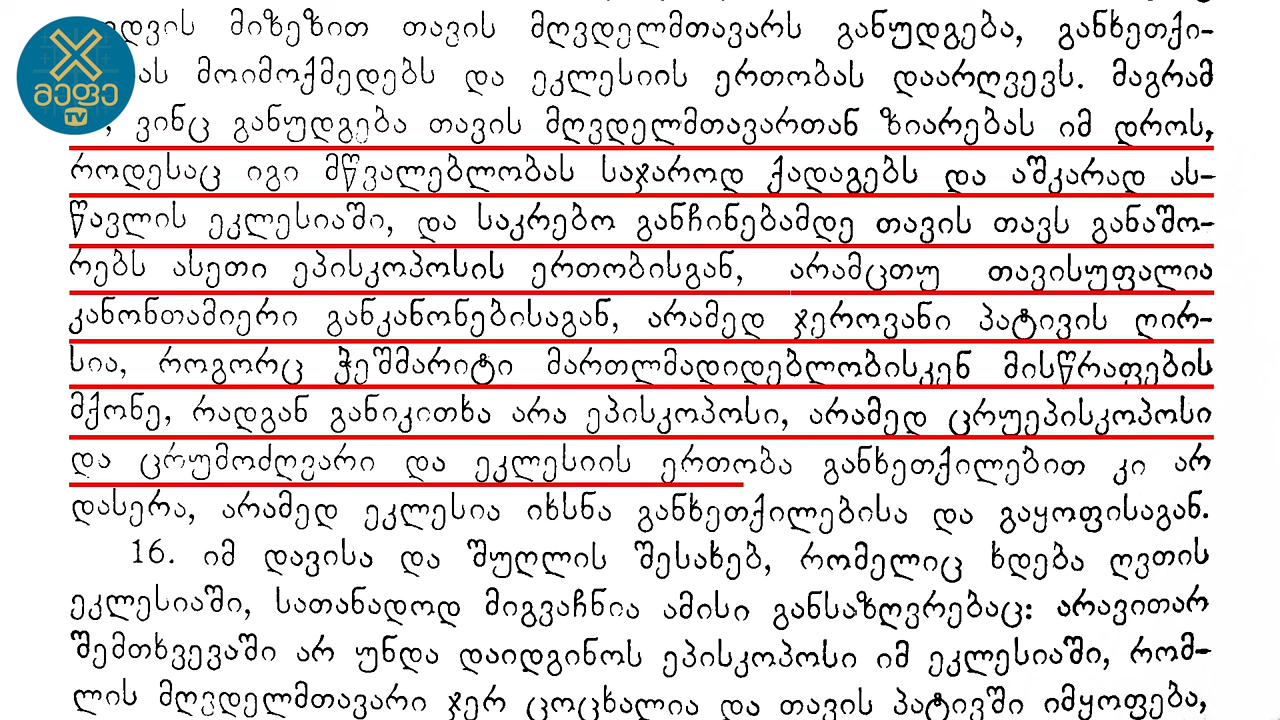 მეფე
TV
მიზეზით თავის მღვდელმთავარს განუდგება, განხეთქი-
მოიმოქმედებს და ეკლესიის ერთობას დაარღვევს. მაგრამ
ვინც განუდგება თავის მღვდელმთავართან ზიარებას იმ დროს,
როდესაც იგი მწვალებლობას საჯაროდ ქადაგებს და აშკარად ას-
წავლის ეკლესიაში, და საკრებო განჩინებამდე თავის თავს განაშო-
რებს ასეთი ეპისკოპოსის ერთობისგან, არამცთუ თავისუფალია
კანონთამიერი განკანონებისაგან, არამედ ჯეროვანი პატივის ღირ-
სია, როგორც ჭეშმარიტი მართლმადიდებლობისკენ მისწრაფების
მქონე, რადგან განიკითხა არა ეპისკოპოსი, არამედ ცრუეპისკოპოსი
და ცრუმოძღვარი და ეკლესიის ერთობა განხეთქილებით კი არ
დასერა, არამედ ეკლესია იხსნა განხეთქილებისა და გაყოფისაგან.
16. იმ დავისა და შუღლის შესახებ, რომელიც ხდება ღვთის
ეკლესიაში, სათანადოდ მიგვაჩნია ამისი განსაზღვრებაც: არავითარ
შემთხვევაში არ უნდა დაიდგინოს ეპისკოპოსი იმ ეკლესიაში, რომ-
ლის მღვდელმთავარი ჯერ ცოცხალია და თავის პატივში იმყოფება,